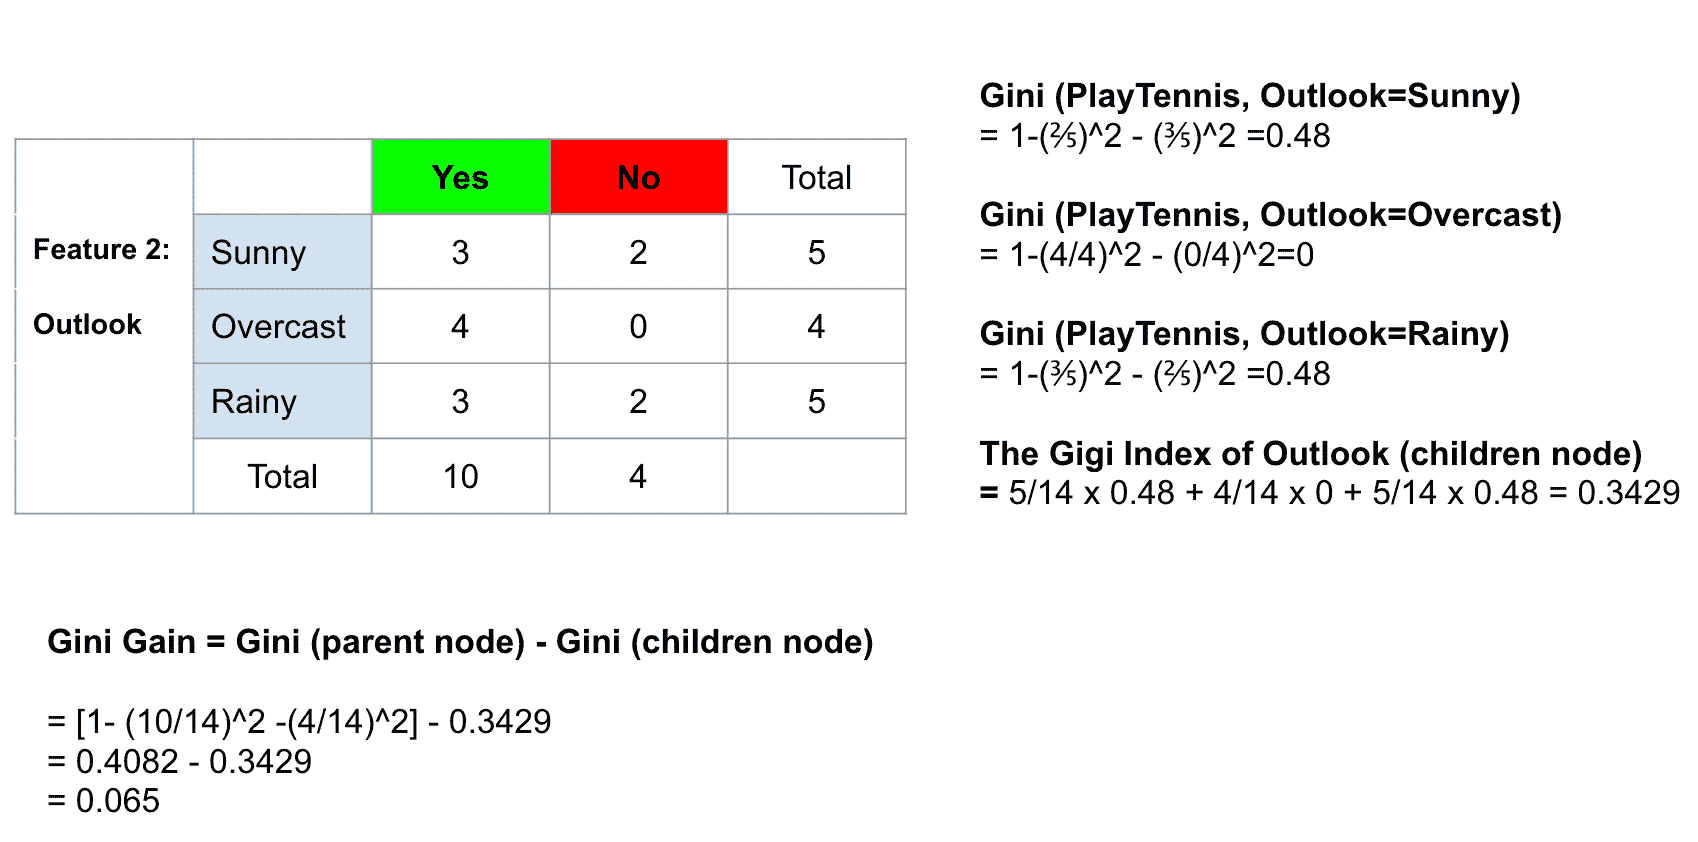 Yes No Total
Feature 2: Sunny 3 2 5
Outlook Overcast 4 0 4
Rainy 3 2 5
Total 10 4
Gini (PlayTennis, Outlook=Sunny)
= 1-(⅖)^2 - (⅗)^2 =0.48
Gini (PlayTennis, Outlook=Overcast)
= 1-(4/4)^2 - (0/4)^2=0
Gini (PlayTennis, Outlook=Rainy)
= 1-(⅗)^2 - (⅖)^2 =0.48
The Gigi Index of Outlook (children node)
= 5/14 x 0.48 + 4/14 x 0 + 5/14 x 0.48 = 0.3429
Gini Gain = Gini (parent node) - Gini (children node)
= [1- (10/14)^2 -(4/14)^2] - 0.3429
= 0.4082 - 0.3429
= 0.065